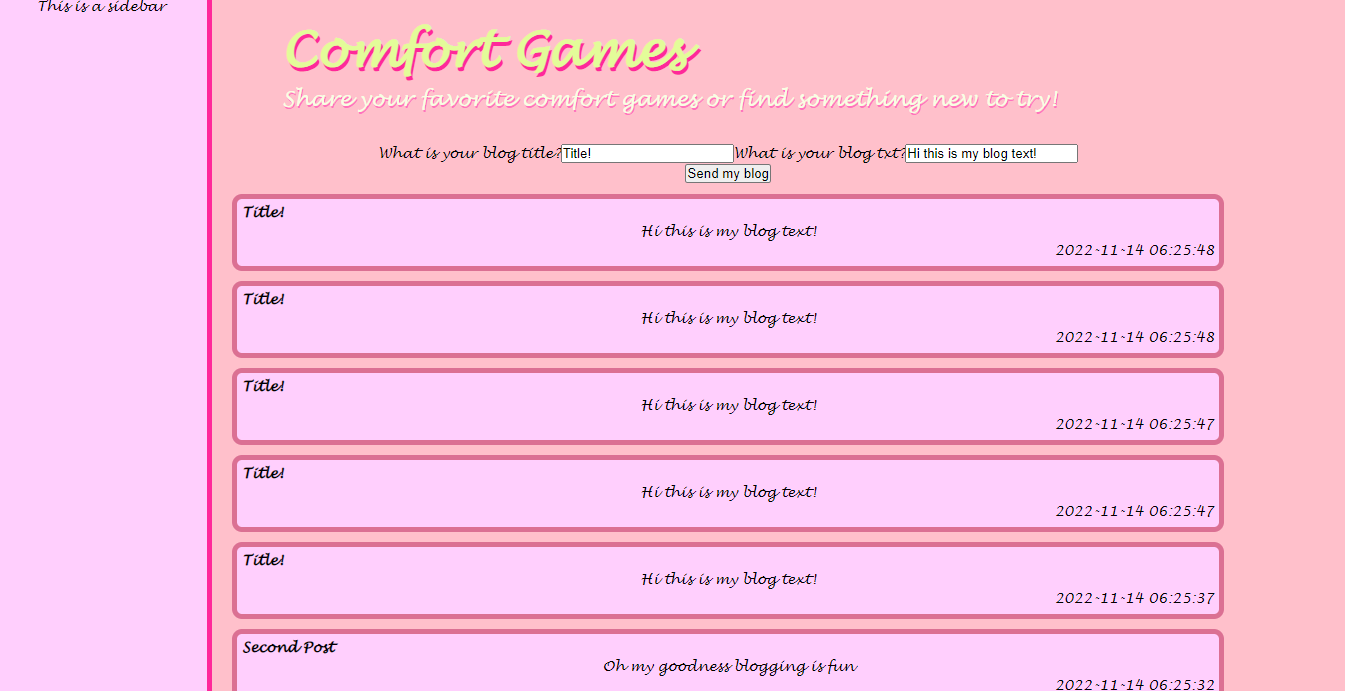 This is a sidebar
Comfort Games
Share your favorite comfort games or find something new to try!
What is your blog title? Title! What is your blog txt? Hi this is my blog text!
Send my blog
Title!
Hi this is my blog text!
2022-11-14 06:25:48
Title!
Hi this is my blog text!
2022-11-14 06:25:48
Title!
Hi this is my blog text!
2022-11-14 06:25:47
Title!
Hi this is my blog text!
2022-11-14 06:25:47
Title!
Hi this is my blog text!
2022-11-14 06:25:37
Second Post
Oh my goodness blogging is fun
2022-11-14 06:25:32